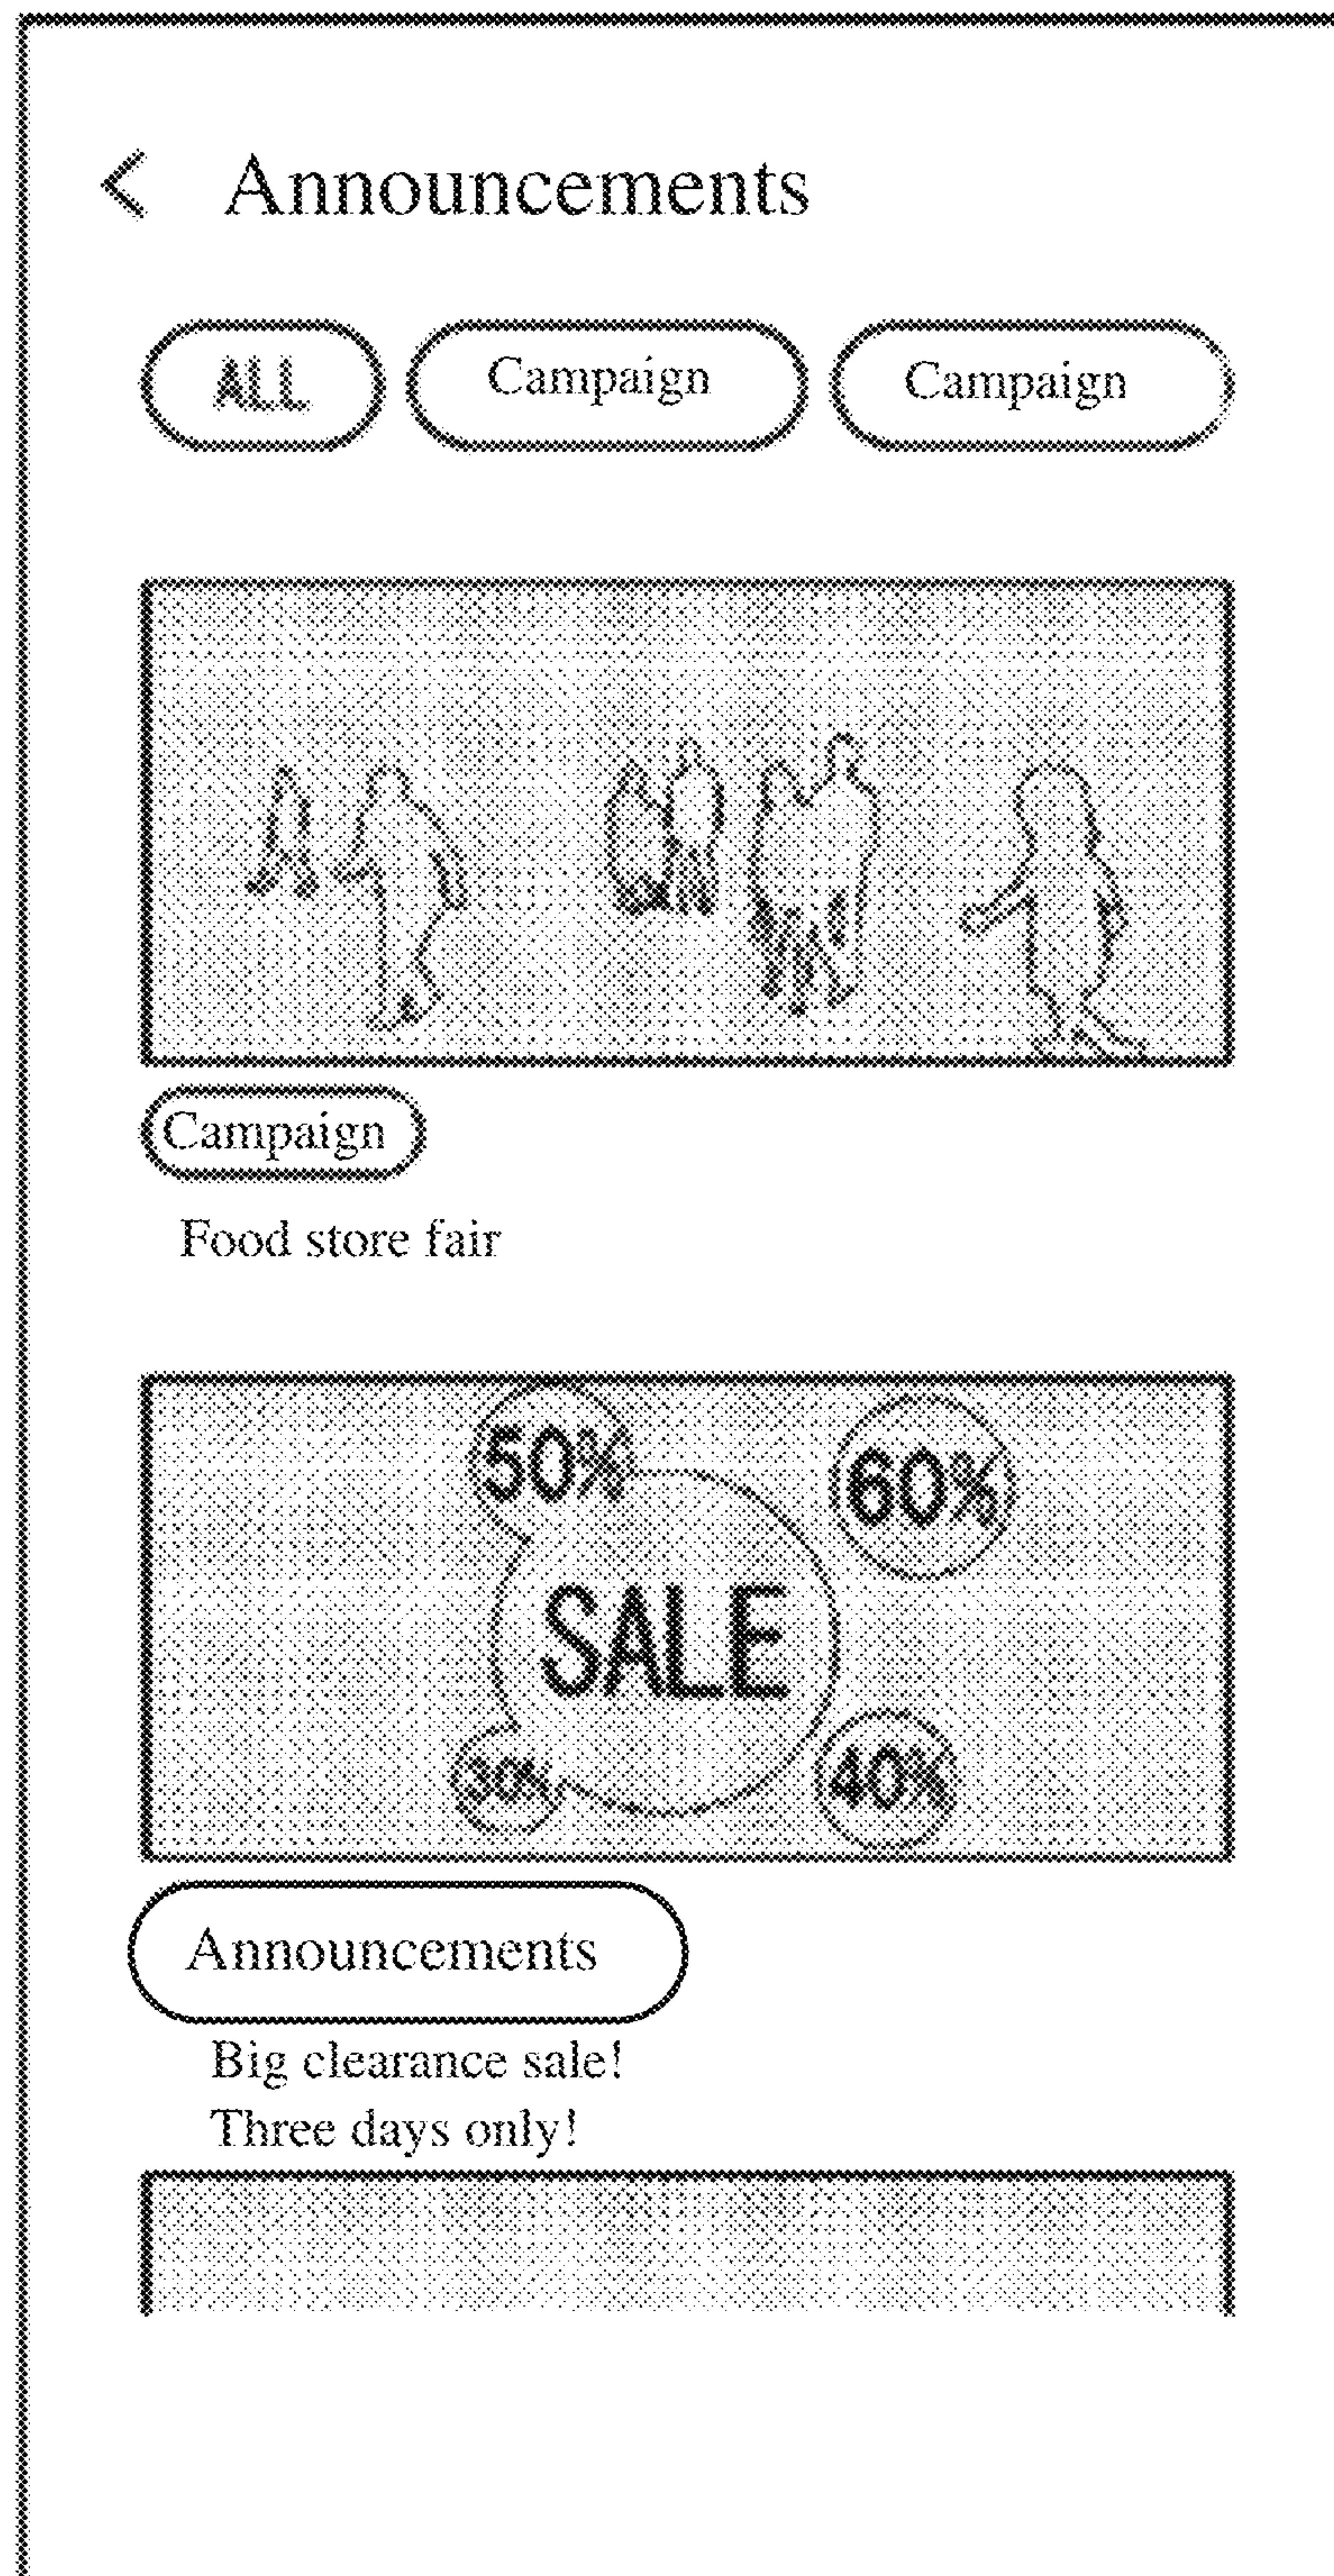 < Announcements
ALL Campaign Campaign
Campaign
Food store fair
50% 60%
SALE
30% 40%
Announcements
Big clearance sale!
Three days only!